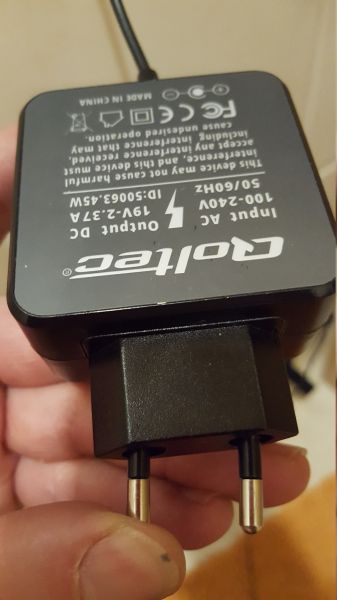 Qoltec®
Input AC
100-240V
50/60HZ
Output DC
19V-2.37A
ID:50063.45W
This device may not cause harmful
interference, and this device must
accept any interference received,
including interference that may
cause undesired operation.
FC CE
MADE IN CHINA